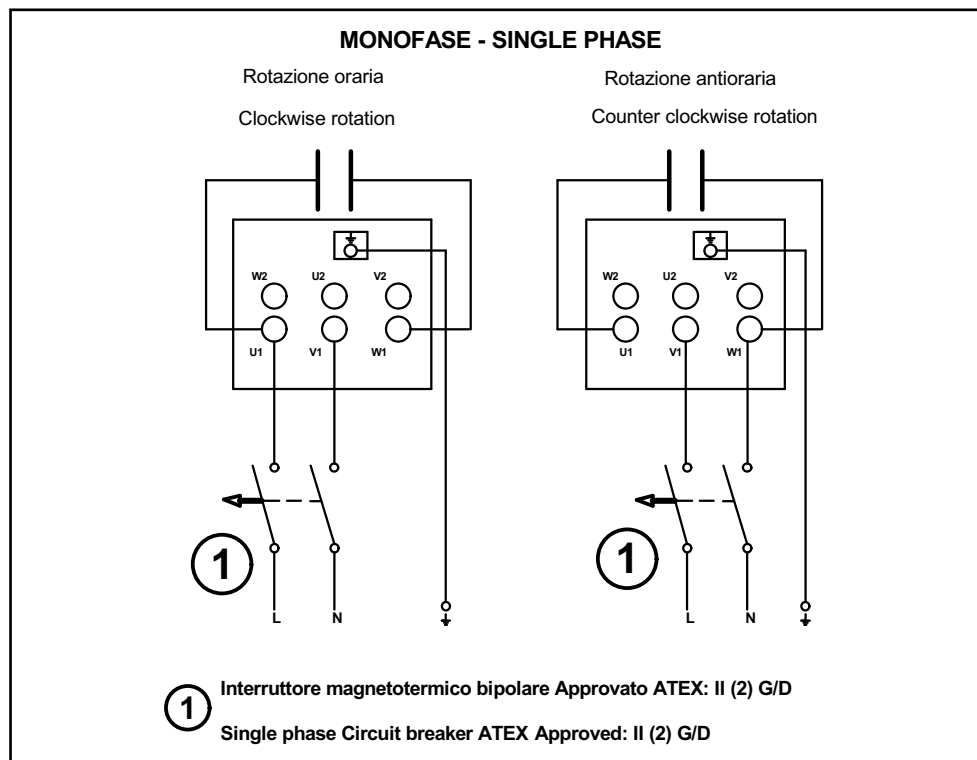 MONOFASE - SINGLE PHASE
Rotazione oraria
Clockwise rotation
W2 U2 V2
U1 V1 W1
1
L N
Rotazione antioraria
Counter clockwise rotation
W2 U2 V2
U1 V1 W1
1
L N
1
Interruttore magnetotermico bipolare Approvato ATEX: II (2) G/D
Single phase Circuit breaker ATEX Approved: II (2) G/D